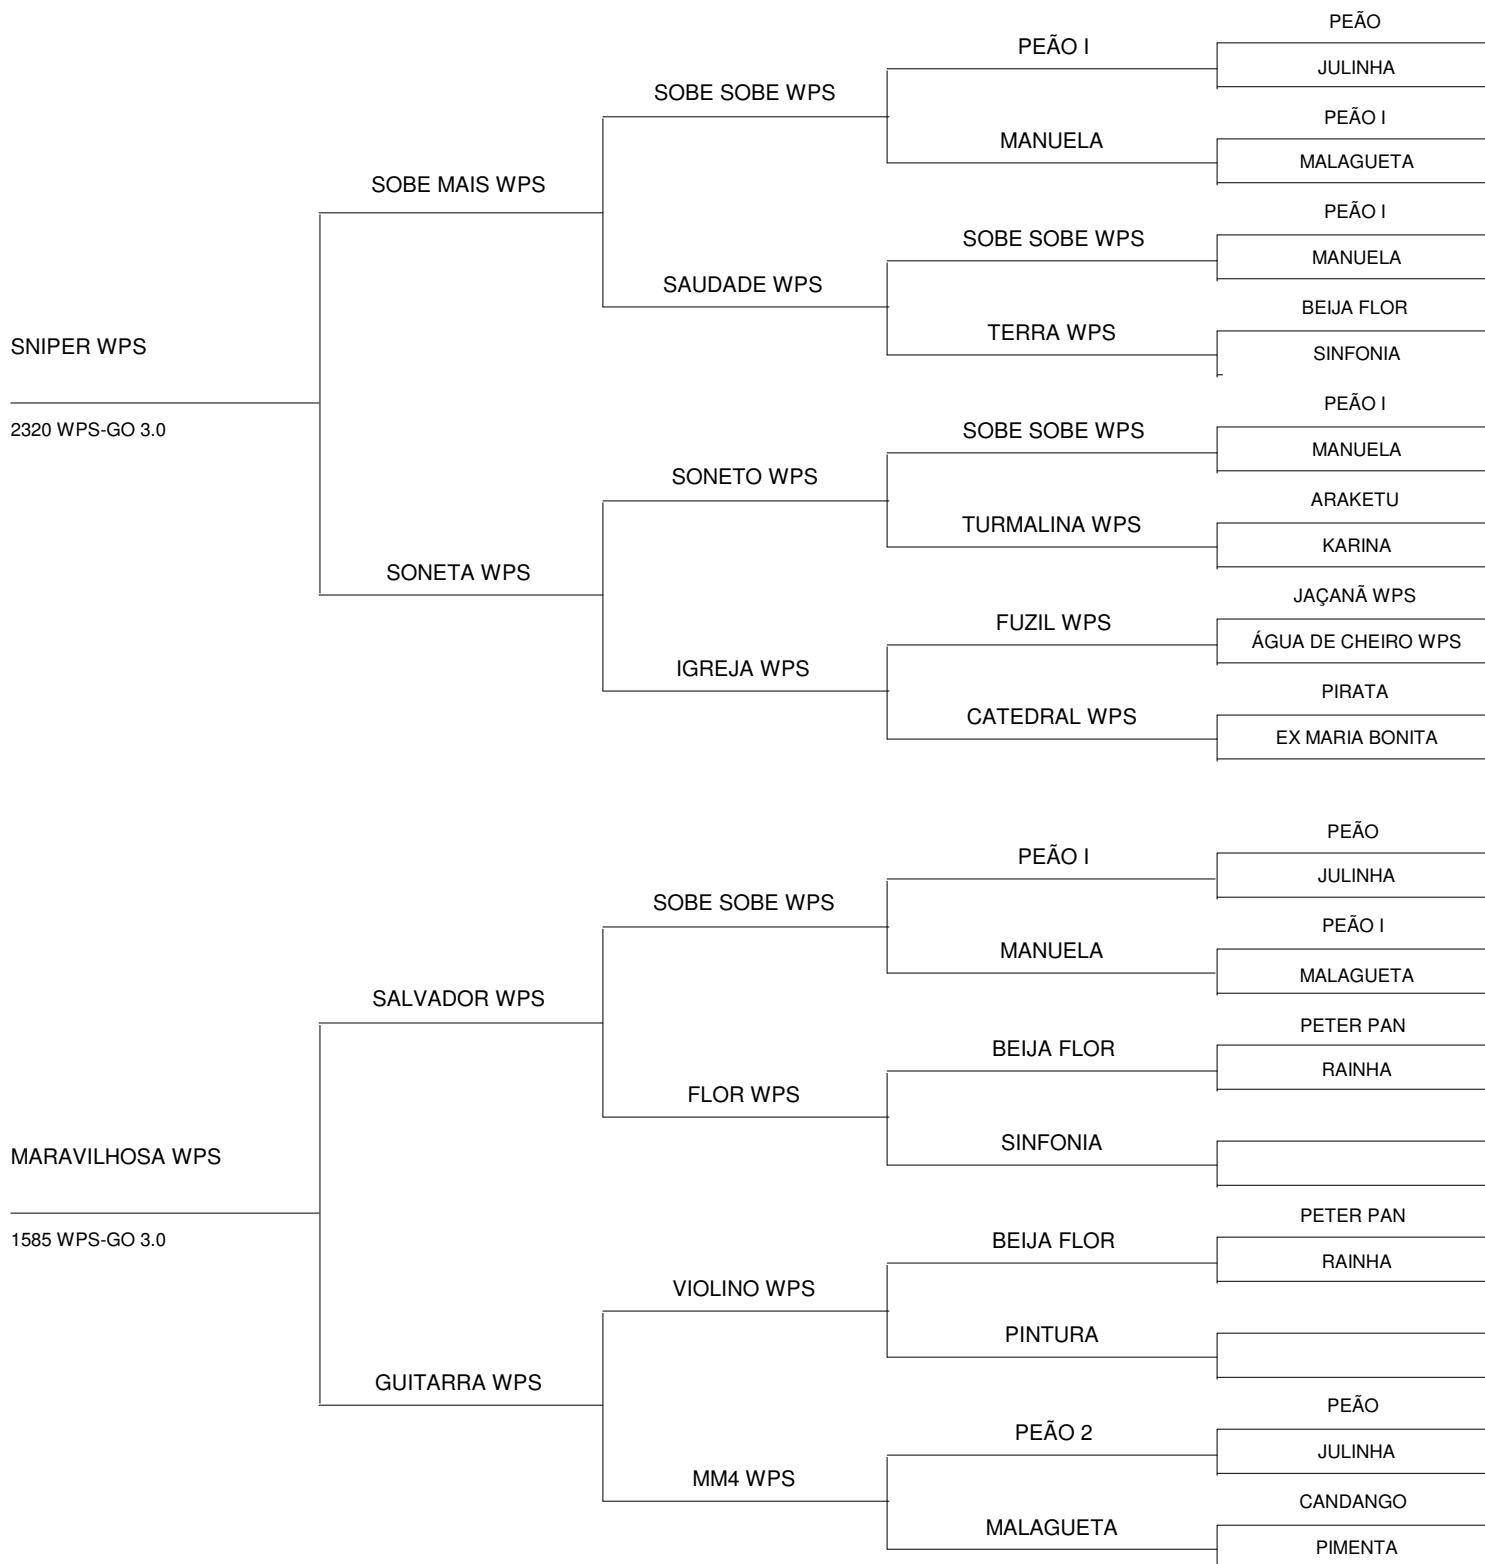 PEÃO
PEÃO I
JULINHA
SOBE SOBE WPS
PEÃO I
MANUELA
MALAGUETA
SOBE MAIS WPS
PEÃO I
SOBE SOBE WPS
MANUELA
SAUDADE WPS
BEIJA FLOR
TERRA WPS
SNIPER WPS
SINFONIA
PEÃO I
2320 WPS-GO 3.0
SOBE SOBE WPS
MANUELA
SONETO WPS
ARAKETU
TURMALINA WPS
KARINA
SONETA WPS
JAÇANÃ WPS
FUZIL WPS
ÁGUA DE CHEIRO WPS
IGREJA WPS
PIRATA
CATEDRAL WPS
EX MARIA BONITA
PEÃO
PEÃO I
JULINHA
SOBE SOBE WPS
PEÃO I
MANUELA
MALAGUETA
SALVADOR WPS
PETER PAN
BEIJA FLOR
RAINHA
FLOR WPS
SINFONIA
MARAVILHOSA WPS
PETER PAN
1585 WPS-GO 3.0
BEIJA FLOR
RAINHA
VIOLINO WPS
PINTURA
GUITARRA WPS
PEÃO
PEÃO 2
JULINHA
MM4 WPS
CANDANGO
MALAGUETA
PIMENTA